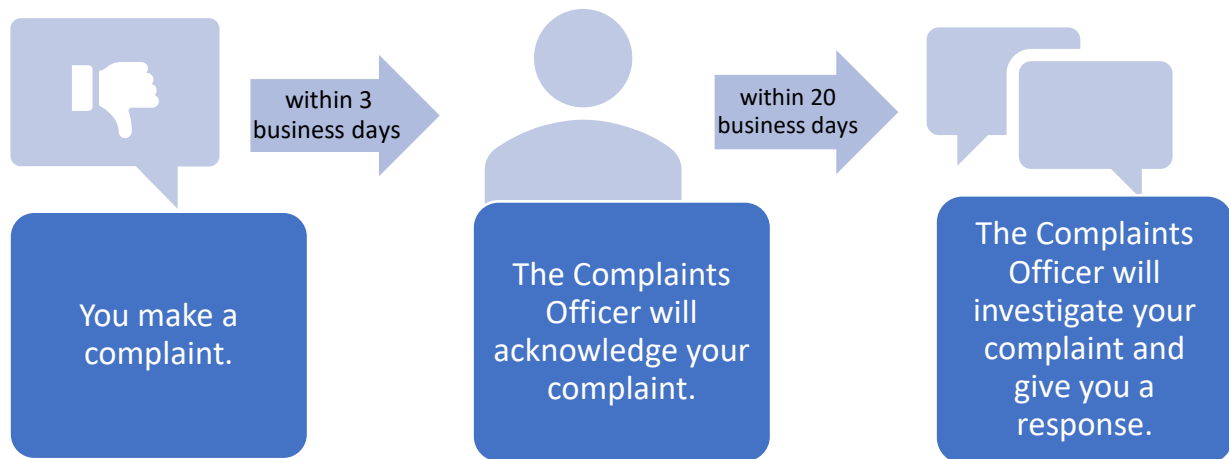 within 3
business days
within 20
business days
You make a
complaint.
The Complaints
Officer will
acknowledge your
complaint.
The Complaints
Officer will
investigate your
complaint and
give you a
response.